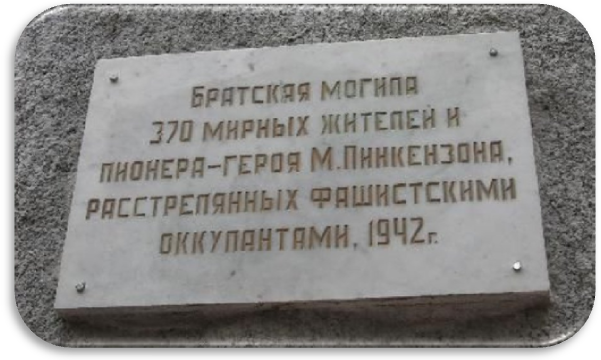 Братская могила
370 мирных жителей и
пионера-героя М.Пинкензона,
расстрелянных фашистскими
оккупантами. 1942г.